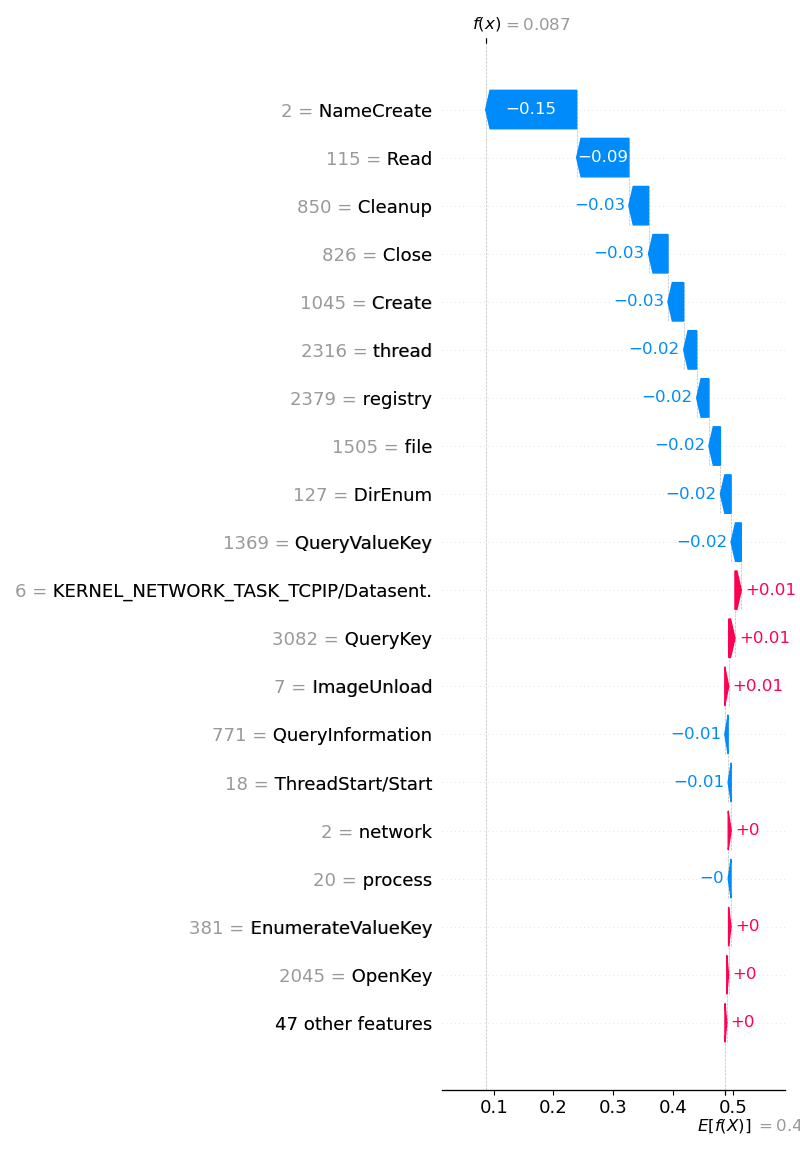 f(x) = 0.087
2 = NameCreate −0.15
115 = Read −0.09
850 = Cleanup −0.03
826 = Close −0.03
1045 = Create −0.03
2316 = thread −0.02
2379 = registry −0.02
1505 = file −0.02
127 = DirEnum −0.02
1369 = QueryValueKey −0.02
6 = KERNEL_NETWORK_TASK_TCPIP/Datasent. +0.01
3082 = QueryKey +0.01
7 = ImageUnload +0.01
771 = QueryInformation −0.01
18 = ThreadStart/Start −0.01
2 = network +0
20 = process −0
381 = EnumerateValueKey +0
2045 = OpenKey +0
47 other features +0
0.1 0.2 0.3 0.4 0.5
E[f(X)] = 0.4